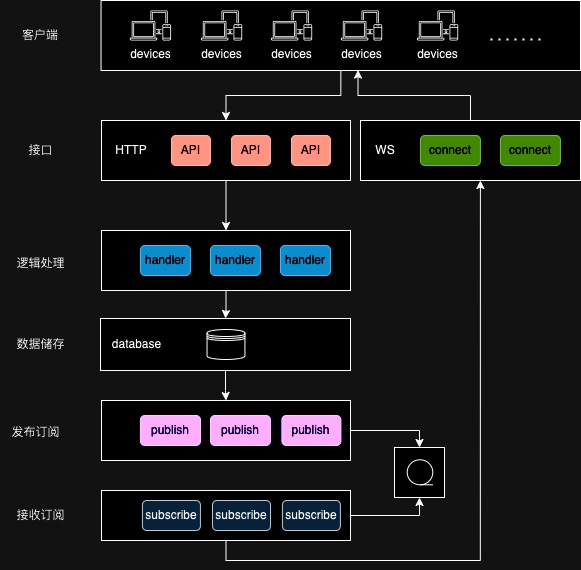 客户端
devices devices devices devices devices .......
接口
HTTP API API API
WS connect connect
逻辑处理
handler handler handler
数据储存
database
发布订阅
publish publish publish
接收订阅
subscribe subscribe subscribe